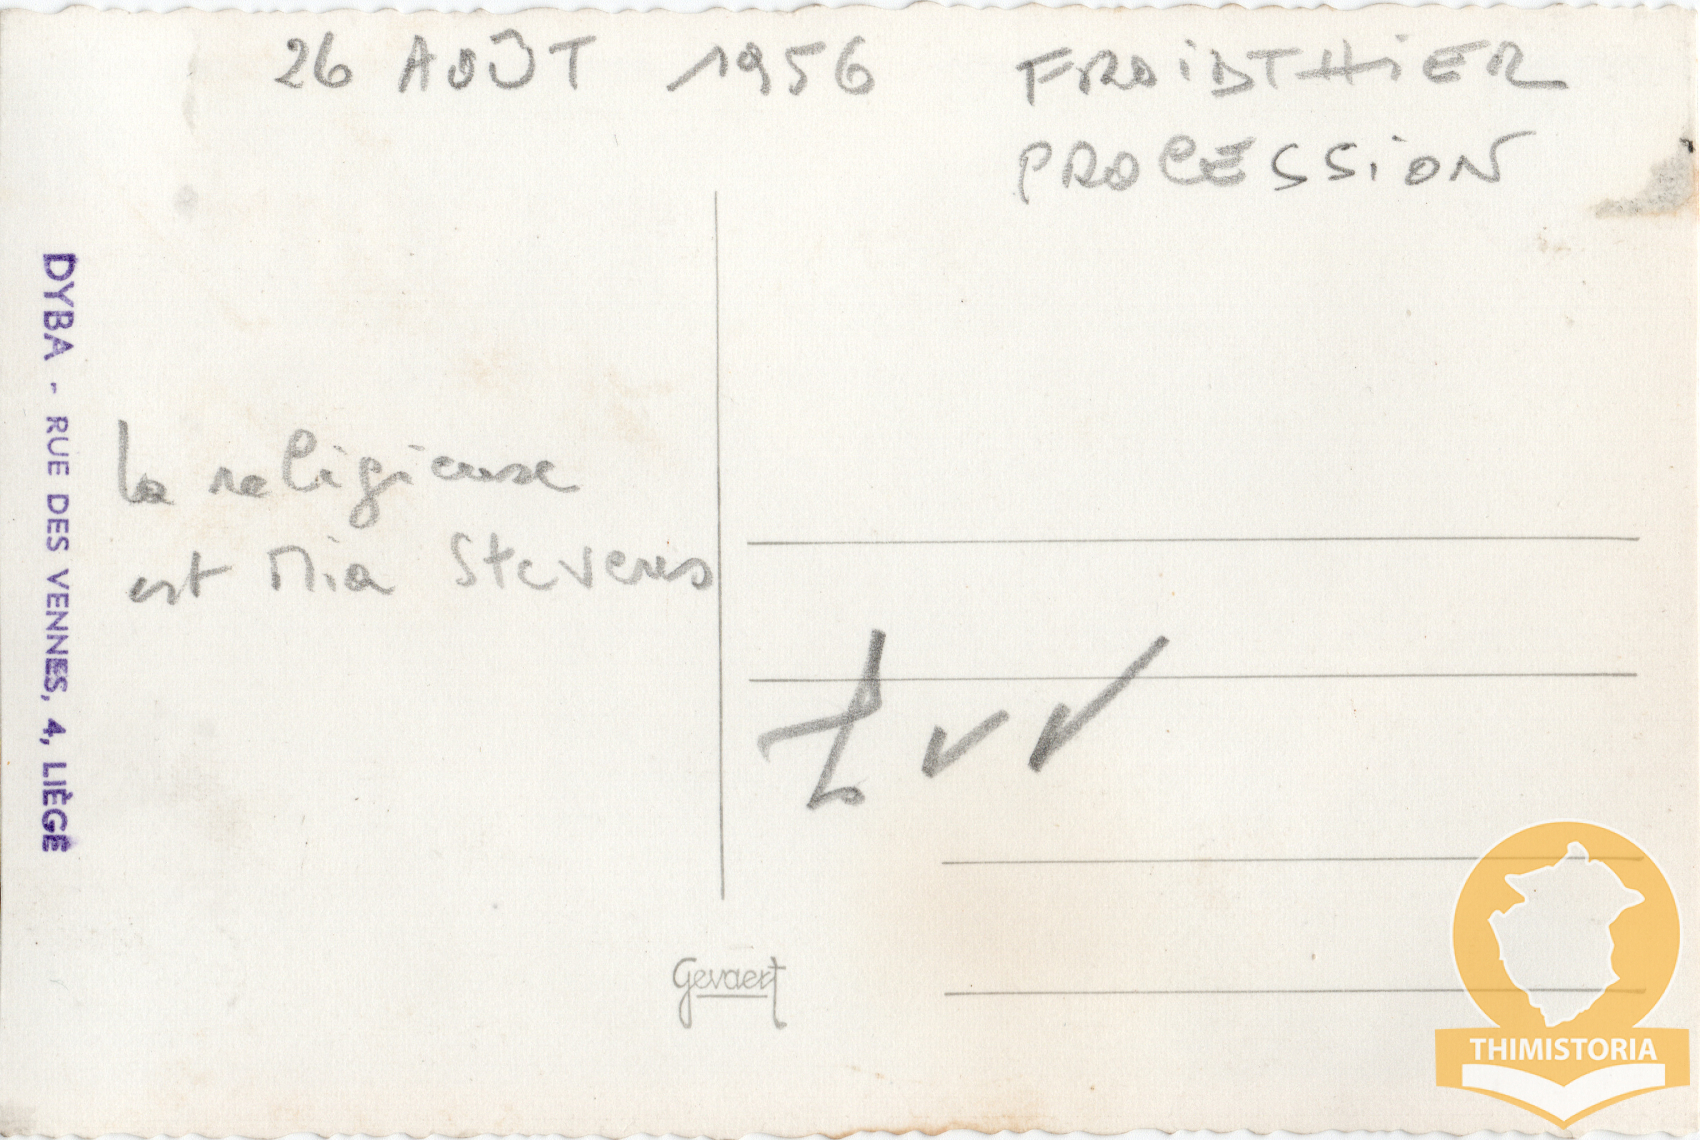 26 AOÛT 1956 FROIDTHIER
PROCESSION
DYBA - RUE DES VENNES, 4, LIÈGE
la religieuse
est Mia Stevens
Gevaert
THIMISTORIA